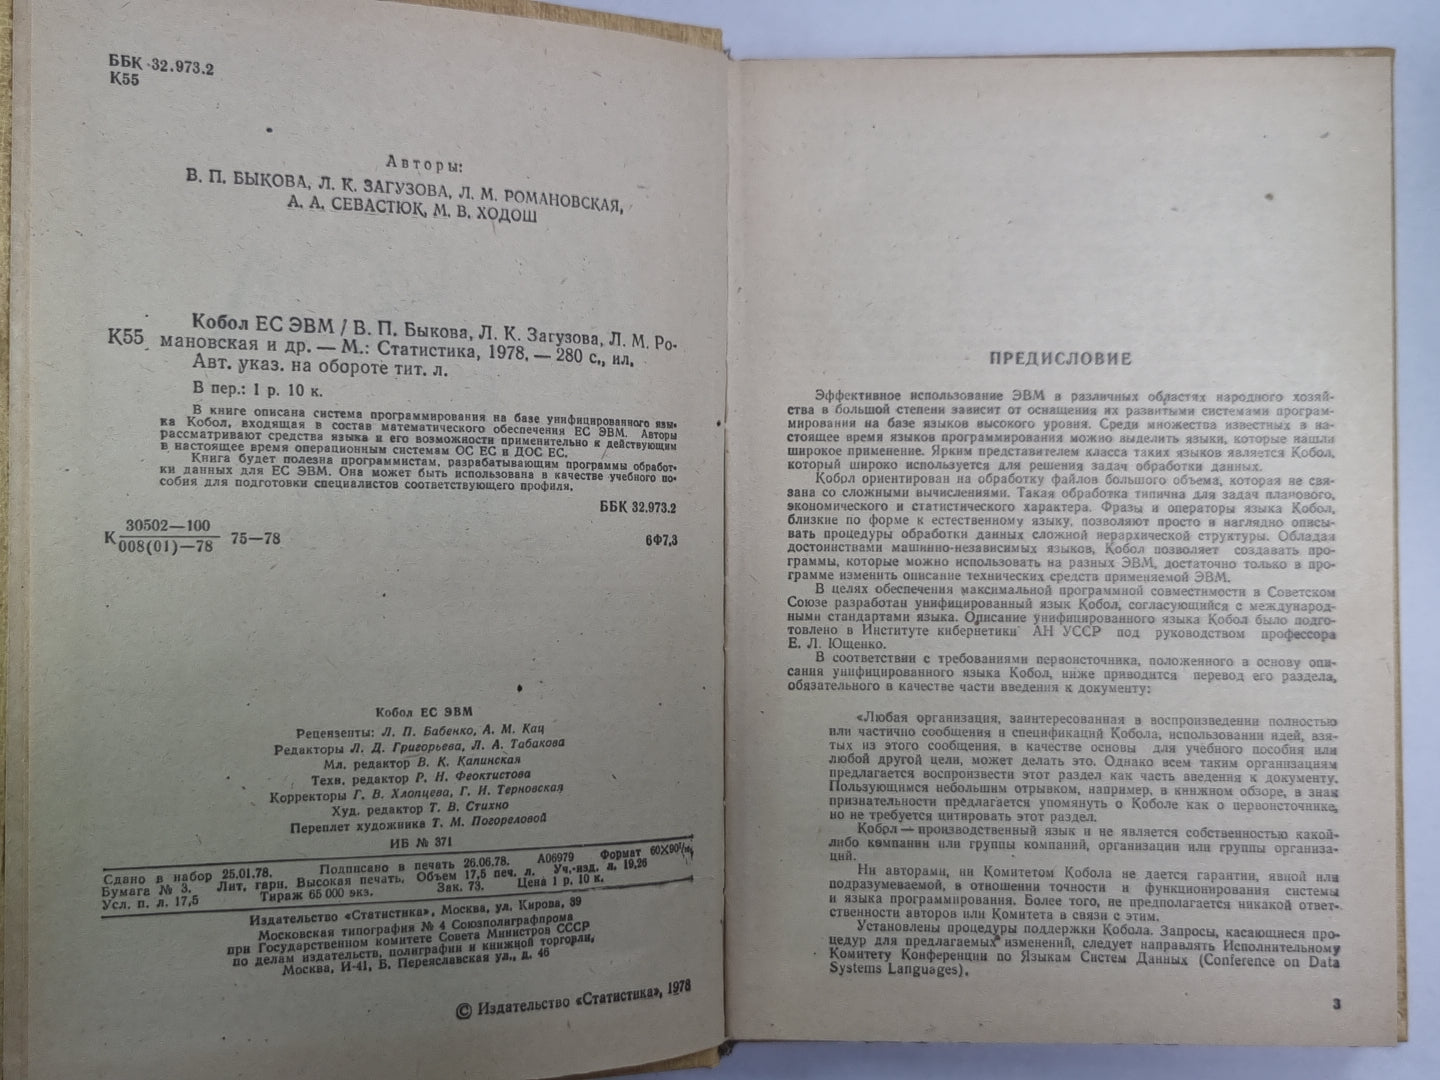 ББК 32.973.2
К55
Авторы:
В. П. БЫКОВА, Л. К. ЗАГУЗОВА, Л. М. РОМАНОВСКАЯ,
А. А. СЕВАСТЮК, М. В. ХОДОШ
Кобол ЕС ЭВМ / В. П. Быкова, Л. К. Загузова, Л. М. Ро-
К55 мановская и др. — М.: Статистика, 1978. — 280 с., ил.
Авт. указ. на обороте тит. л.
В пер.: 1 р. 10 к.
В книге описана система программирования на базе унифицированного язы-
ка Кобол, входящая в состав математического обеспечения ЕС ЭВМ. Авторы
рассматривают средства языка и его возможности применительно к действующим
в настоящее время операционным системам ОС ЕС и ДОС ЕС.
Книга будет полезна программистам, разрабатывающим программы обработ-
ки данных для ЕС ЭВМ. Она может быть использована в качестве учебного по-
собия для подготовки специалистов соответствующего профиля.
ББК 32.973.2
К 30502—100
008(01)—78 75—78
6Ф7,3
Кобол ЕС ЭВМ
Рецензенты: Л. П. Бабенко, А. М. Кац
Редакторы Л. Д. Григорьева, Л. А. Табакова
Мл. редактор В. К. Капинская
Техн. редактор Р. Н. Феоктистова
Корректоры Г. В. Хлопцева, Г. И. Терновская
Худ. редактор Т. В. Стихно
Переплет художника Т. М. Погореловой
ИБ № 371
Сдано в набор 25.01.78. Подписано в печать 26.06.78. А06979 Формат 60×90¹/₁₆
Бумага № 3. Лит. гарн. Высокая печать. Объем 17,5 печ. л. Уч.-изд. л. 19,26
Усл. п. л. 17,5 Тираж 65 000 экз. Зак. 73. Цена 1 р. 10 к.
Издательство «Статистика», Москва, ул. Кирова, 39
Московская типография № 4 Союзполиграфпрома
при Государственном комитете Совета Министров СССР
по делам издательств, полиграфии и книжной торговли,
Москва, И-41, Б. Переяславская ул., д. 46
© Издательство «Статистика», 1978
ПРЕДИСЛОВИЕ
Эффективное использование ЭВМ в различных областях народного хозяй-
ства в большой степени зависит от оснащения их развитыми системами програм-
мирования на базе языков высокого уровня. Среди множества известных в на-
стоящее время языков программирования можно выделить языки, которые нашли
широкое применение. Ярким представителем класса таких языков является Кобол,
который широко используется для решения задач обработки данных.
Кобол ориентирован на обработку файлов большого объема, которая не свя-
зана со сложными вычислениями. Такая обработка типична для задач планового,
экономического и статистического характера. Фразы и операторы языка Кобол,
близкие по форме к естественному языку, позволяют просто и наглядно описы-
вать процедуры обработки данных сложной иерархической структуры. Обладая
достоинствами машинно-независимых языков, Кобол позволяет создавать про-
граммы, которые можно использовать на разных ЭВМ, достаточно только в про-
грамме изменить описание технических средств применяемой ЭВМ.
В целях обеспечения максимальной программной совместимости в Советском
Союзе разработан унифицированный язык Кобол, согласующийся с международ-
ными стандартами языка. Описание унифицированного языка Кобол было подго-
товлено в Институте кибернетики АН УССР под руководством профессора
Е. Л. Ющенко.
В соответствии с требованиями первоисточника, положенного в основу опи-
сания унифицированного языка Кобол, ниже приводится перевод его раздела,
обязательного в качестве части введения к документу:
«Любая организация, заинтересованная в воспроизведении полностью
или частично сообщения и спецификаций Кобола, использовании идей, взя-
тых из этого сообщения, в качестве основы для учебного пособия или
любой другой цели, может делать это. Однако всем таким организациям
предлагается воспроизвести этот раздел как часть введения к документу.
Пользующимся небольшим отрывком, например, в книжном обзоре, в знак
признательности предлагается упомянуть о Коболе как о первоисточнике,
но не требуется цитировать этот раздел.
Кобол — производственный язык и не является собственностью какой-
либо компании или группы компаний, организации или группы организа-
ций.
Ни авторами, ни Комитетом Кобола не дается гарантии, явной или
подразумеваемой, в отношении точности и функционирования системы
и языка программирования. Более того, не предполагается никакой ответ-
ственности авторов или Комитета в связи с этим.
Установлены процедуры поддержки Кобола. Запросы, касающиеся про-
цедур для предлагаемых изменений, следует направлять Исполнительному
Комитету Конференции по Языкам Систем Данных (Conference on Data
Systems Languages).
3